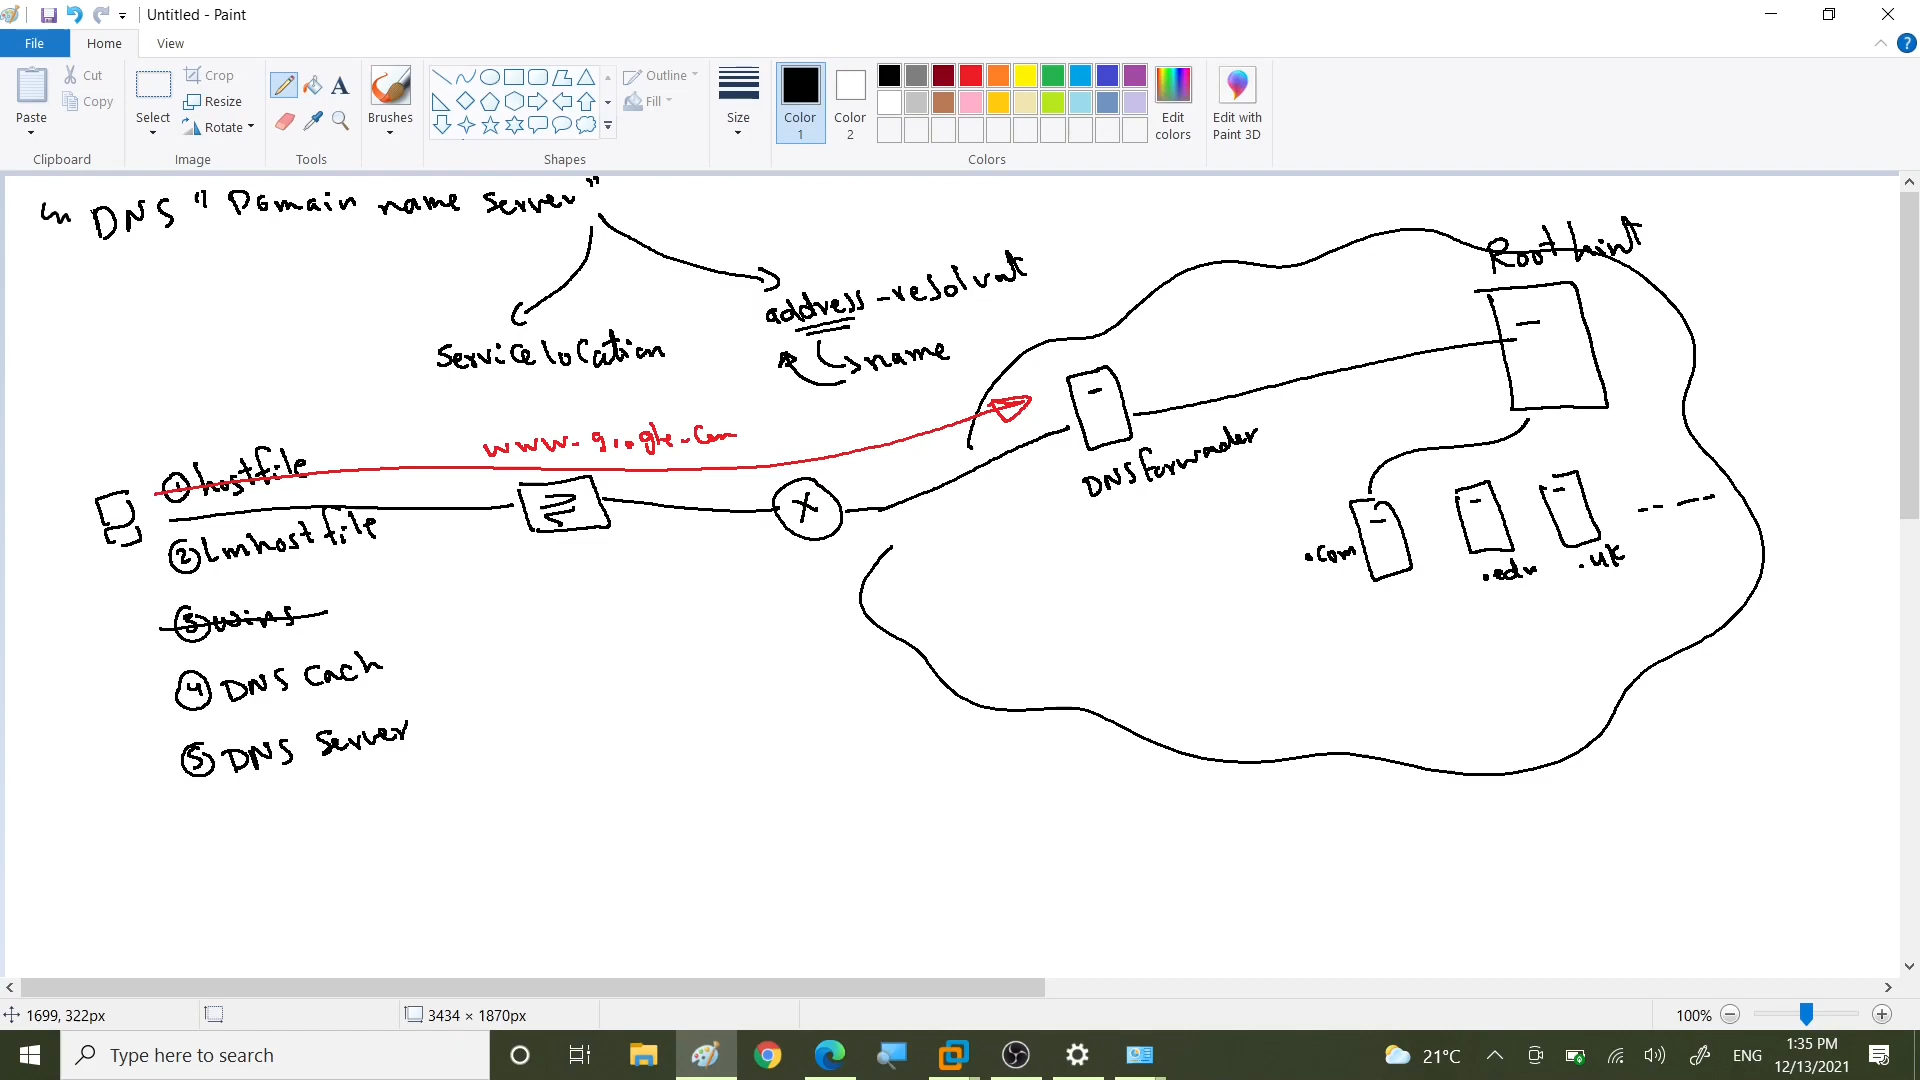 Untitled - Paint
File
Home
View
Paste
Cut
Copy
Clipboard
Select
Crop
Resize
Rotate
Image
Tools
Brushes
Shapes
Outline
Fill
Size
Color 1
Color 2
Edit colors
Edit with Paint 3D
Colors
DNS "Domain name server"
Root hint
address-resolvat
service location
name
www.google.com
① hostfile
DNS forwader
② Lmhost file
.com
.edu
.uk
③ wins
④ DNS Cach
⑤ DNS Server
1699, 322px
3434 × 1870px
100%
Type here to search
21°C
ENG
1:35 PM
12/13/2021